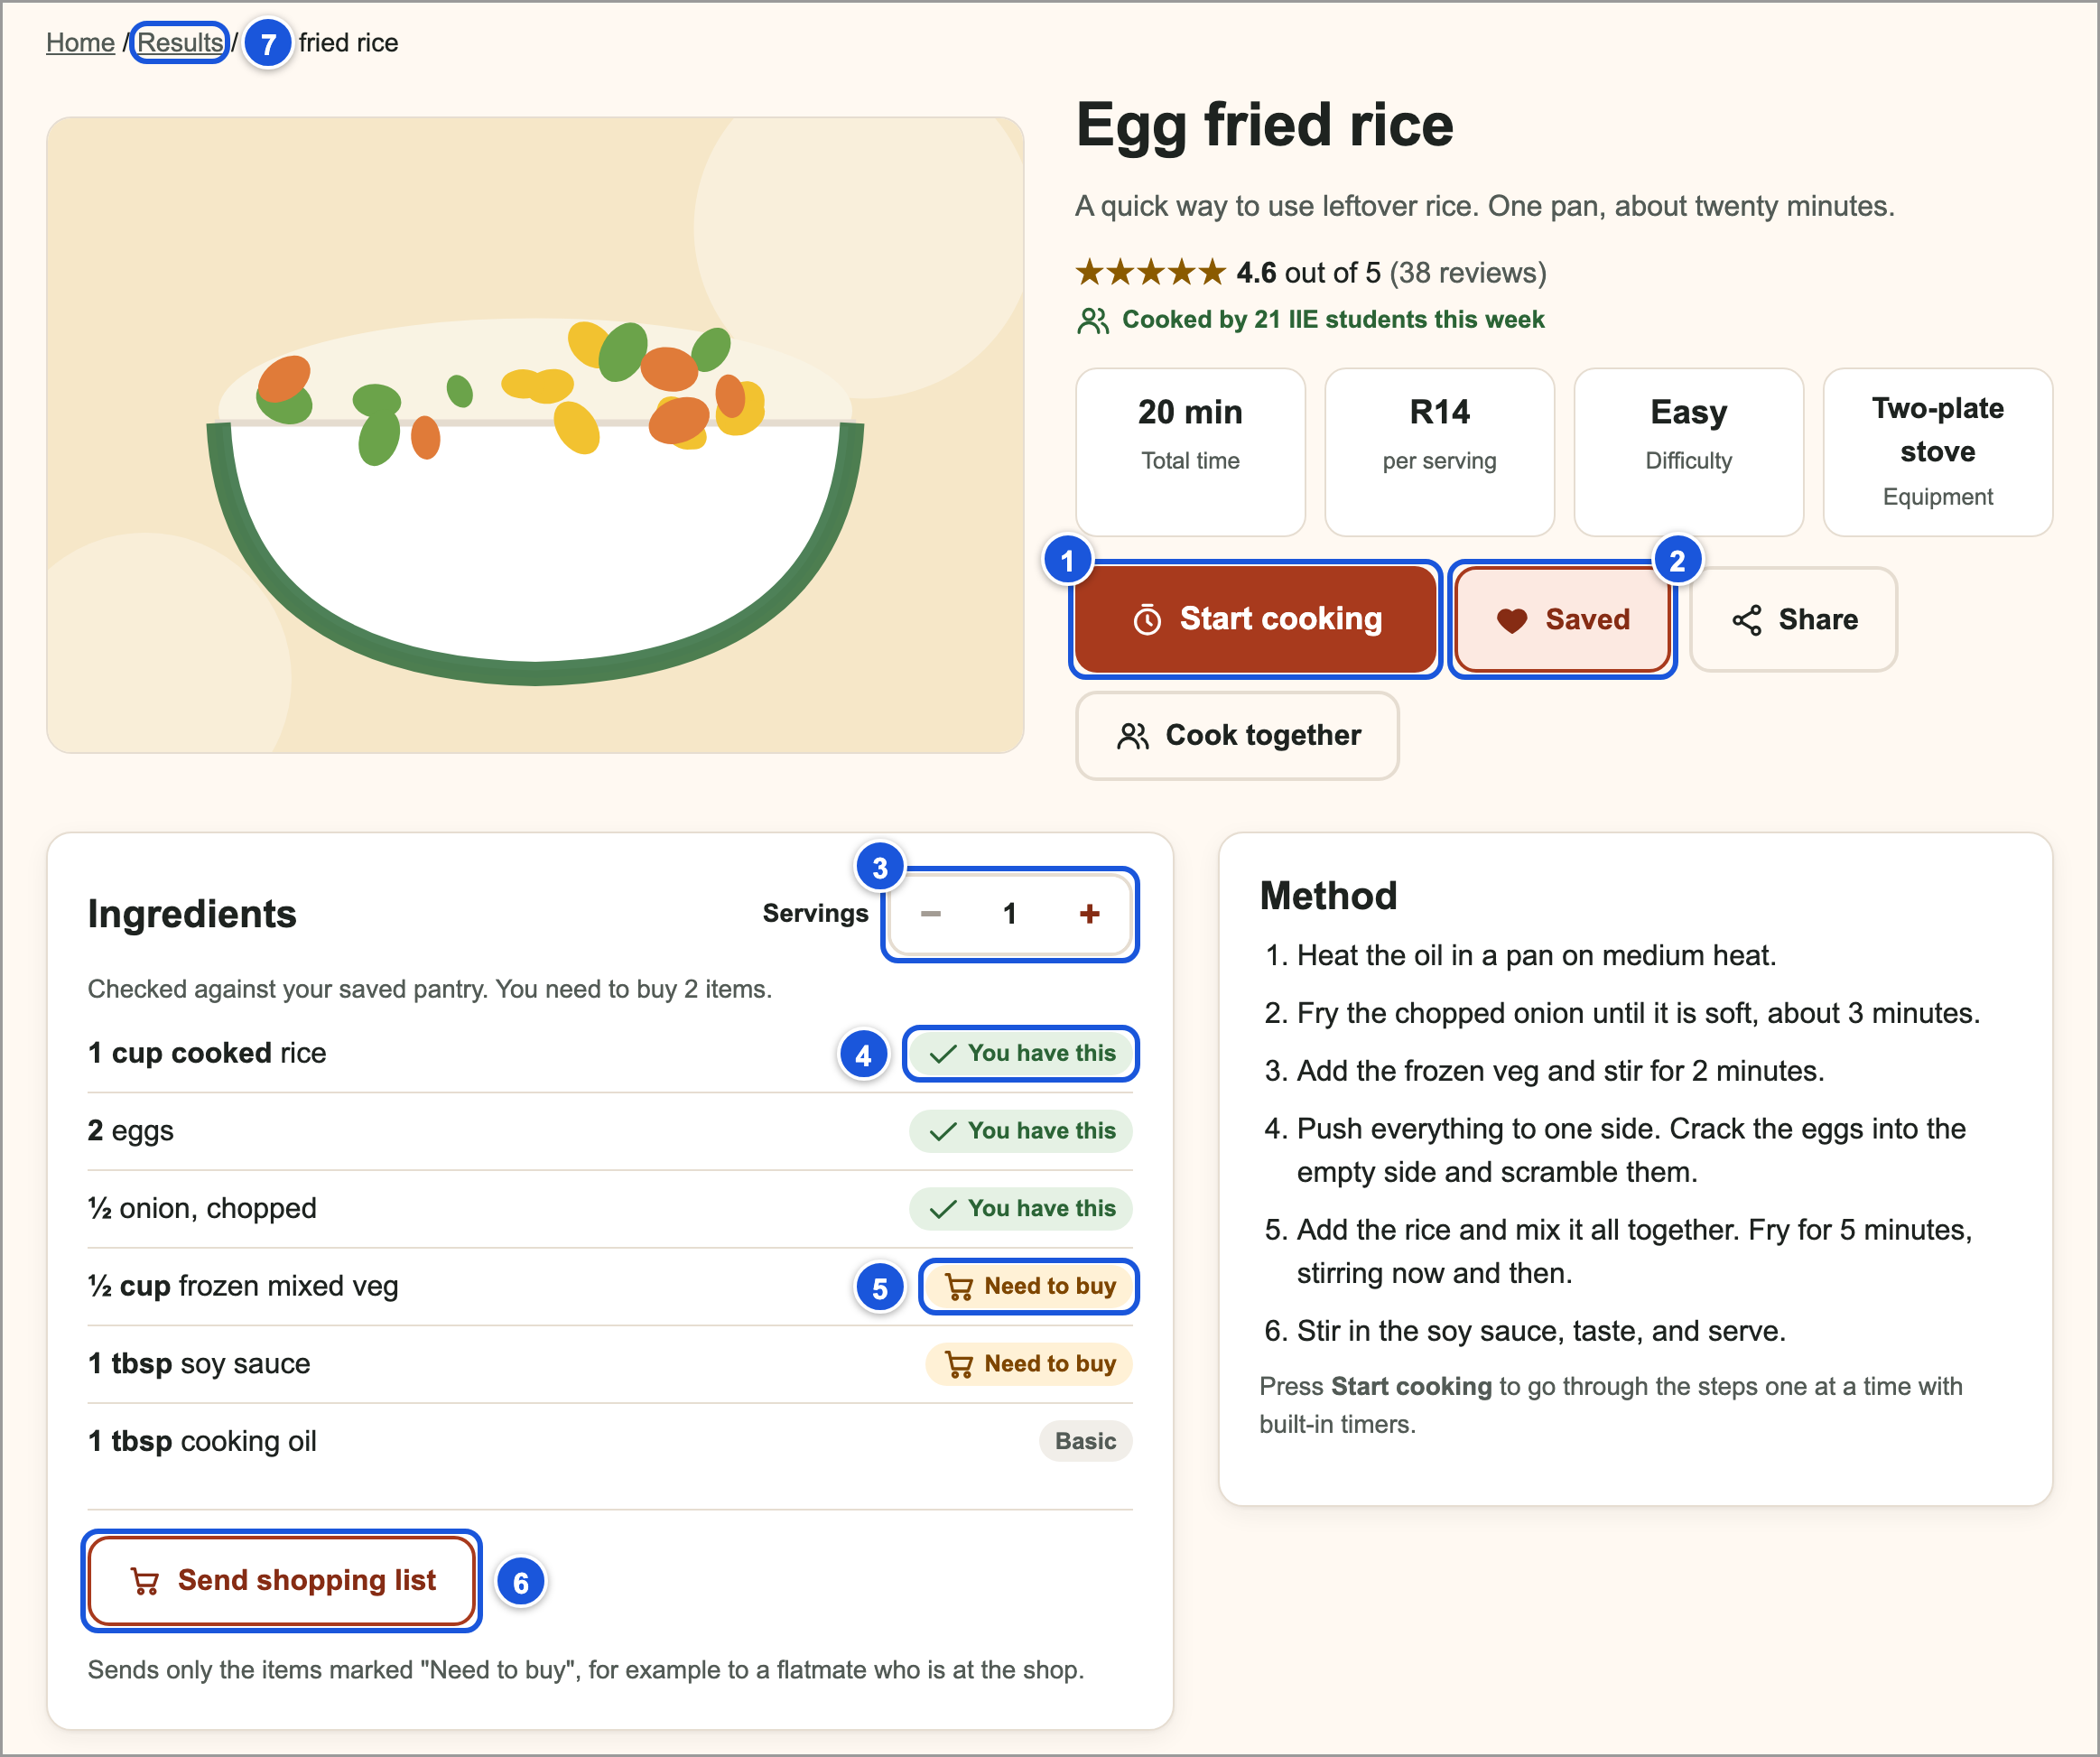 Home / Results / 7 fried rice
Egg fried rice
A quick way to use leftover rice. One pan, about twenty minutes.
★★★★★ 4.6 out of 5 (38 reviews)
Cooked by 21 IIE students this week
20 min
Total time
R14
per serving
Easy
Difficulty
Two-plate
stove
Equipment
1
Start cooking
2
Saved
Share
Cook together
Ingredients
Servings
3
− 1 +
Checked against your saved pantry. You need to buy 2 items.
1 cup cooked rice
4
You have this
2 eggs
You have this
½ onion, chopped
You have this
½ cup frozen mixed veg
5
Need to buy
1 tbsp soy sauce
Need to buy
1 tbsp cooking oil
Basic
Send shopping list
6
Sends only the items marked "Need to buy", for example to a flatmate who is at the shop.
Method
1. Heat the oil in a pan on medium heat.
2. Fry the chopped onion until it is soft, about 3 minutes.
3. Add the frozen veg and stir for 2 minutes.
4. Push everything to one side. Crack the eggs into the
empty side and scramble them.
5. Add the rice and mix it all together. Fry for 5 minutes,
stirring now and then.
6. Stir in the soy sauce, taste, and serve.
Press Start cooking to go through the steps one at a time with
built-in timers.